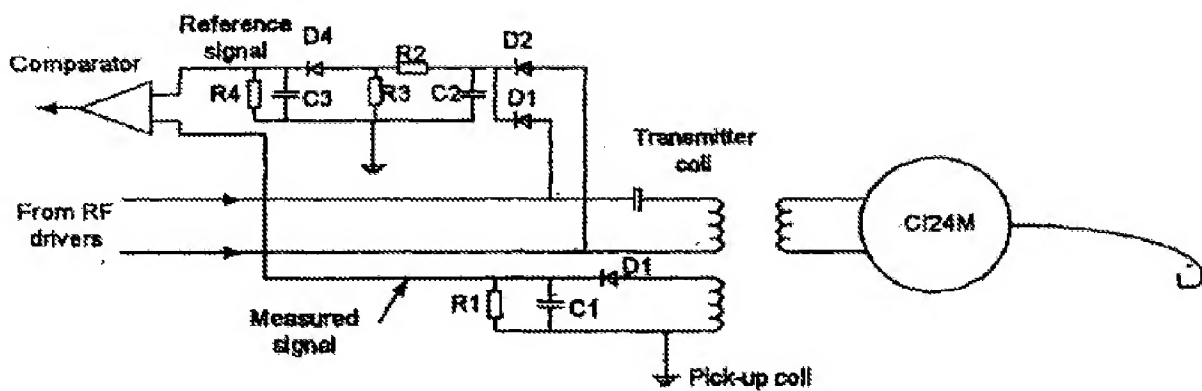 Reference
signal
D4
R2
D2
Comparator
R4
C3
R3
C2
D1
Transmitter
coil
From RF
drivers
CI24M
D1
R1
C1
Measured
signal
Pick-up coil